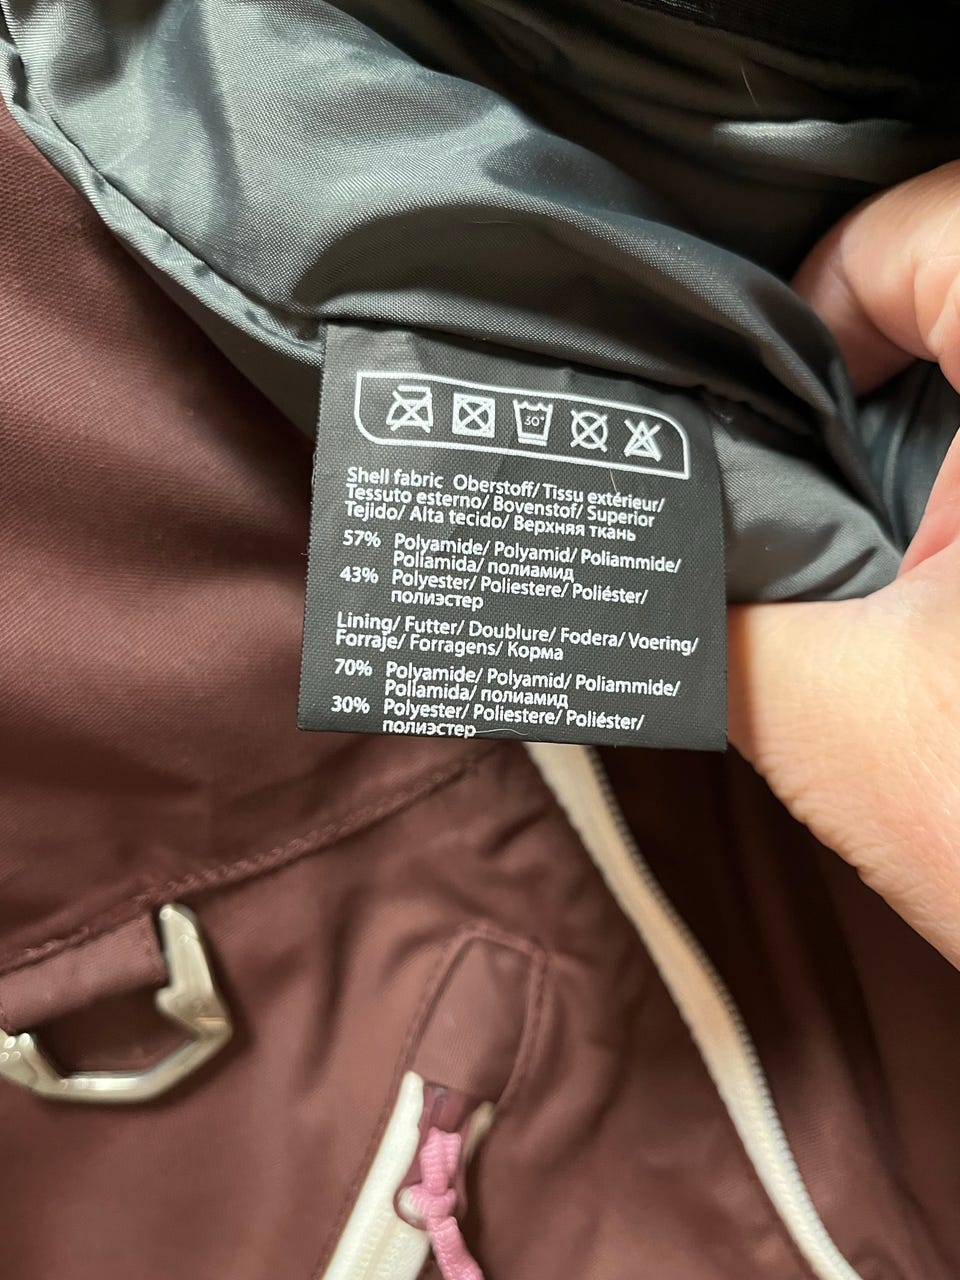 30°
Shell fabric Oberstoff/ Tissu extérieur/
Tessuto esterno/ Bovenstof/ Superior
Tejido/ Alta tecido/ Верхняя ткань
57% Polyamide/ Polyamid/ Poliammide/
Poliamida/ полиамид
43% Polyester/ Poliestere/ Poliéster/
полиэстер
Lining/ Futter/ Doublure/ Fodera/ Voering/
Forraje/ Forragens/ Корма
70% Polyamide/ Polyamid/ Poliammide/
Poliamida/ полиамид
30% Polyester/ Poliestere/ Poliéster/
полиэстер